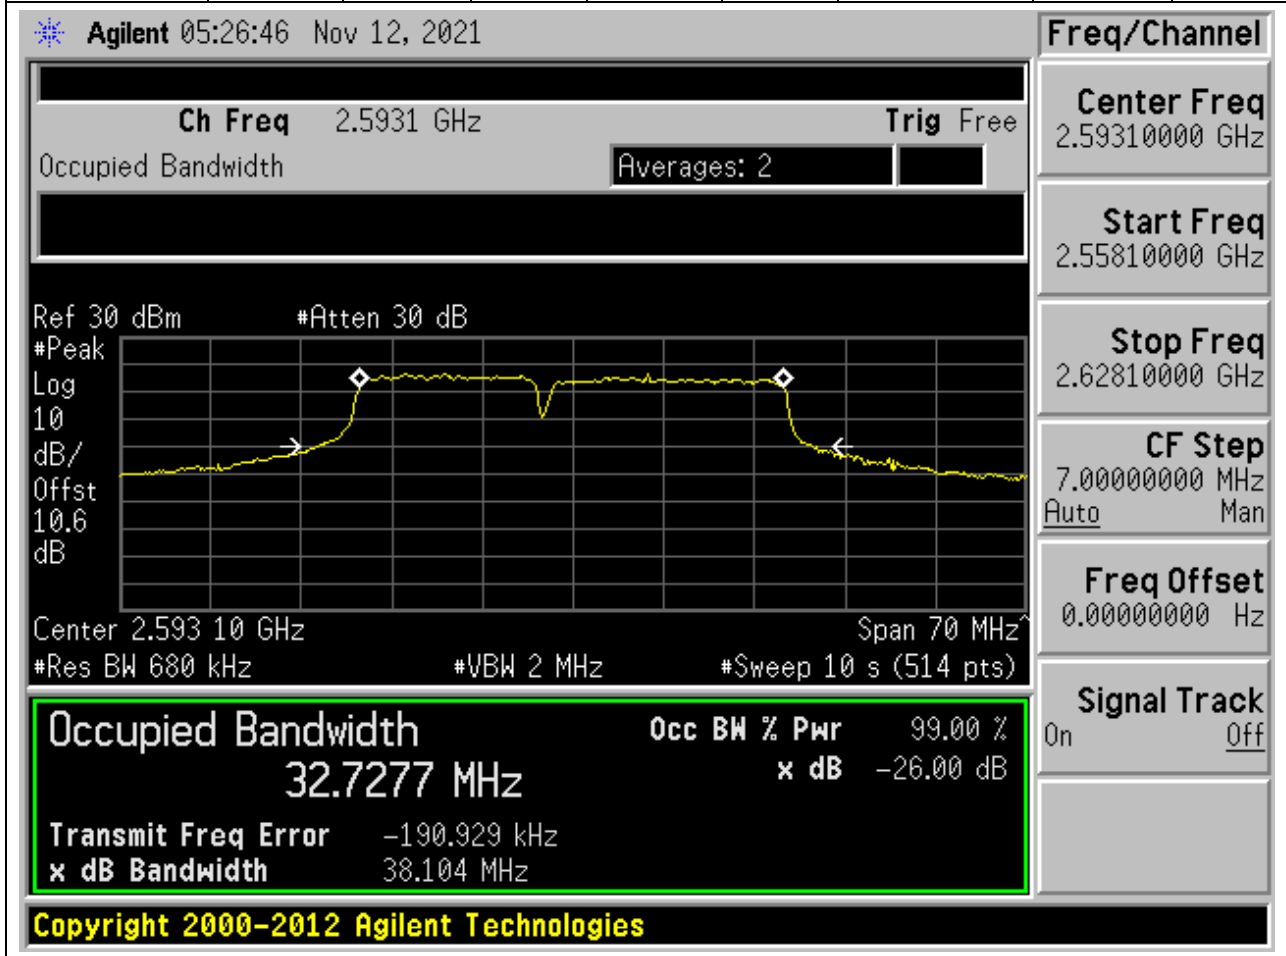 Agilent 05:26:46 Nov 12, 2021
Freq/Channel
Ch Freq 2.5931 GHz Trig Free
Occupied Bandwidth Averages: 2
Center Freq
2.59310000 GHz
Start Freq
2.55810000 GHz
Stop Freq
2.62810000 GHz
CF Step
7.00000000 MHz
Auto Man
Freq Offset
0.00000000 Hz
Signal Track
On Off
Ref 30 dBm #Atten 30 dB
#Peak
Log
10
dB/
Offst
10.6
dB
Center 2.593 10 GHz Span 70 MHz^
#Res BW 680 kHz #VBW 2 MHz #Sweep 10 s (514 pts)
Occupied Bandwidth Occ BW % Pwr 99.00 %
32.7277 MHz x dB -26.00 dB
Transmit Freq Error -190.929 kHz
x dB Bandwidth 38.104 MHz
Copyright 2000-2012 Agilent Technologies